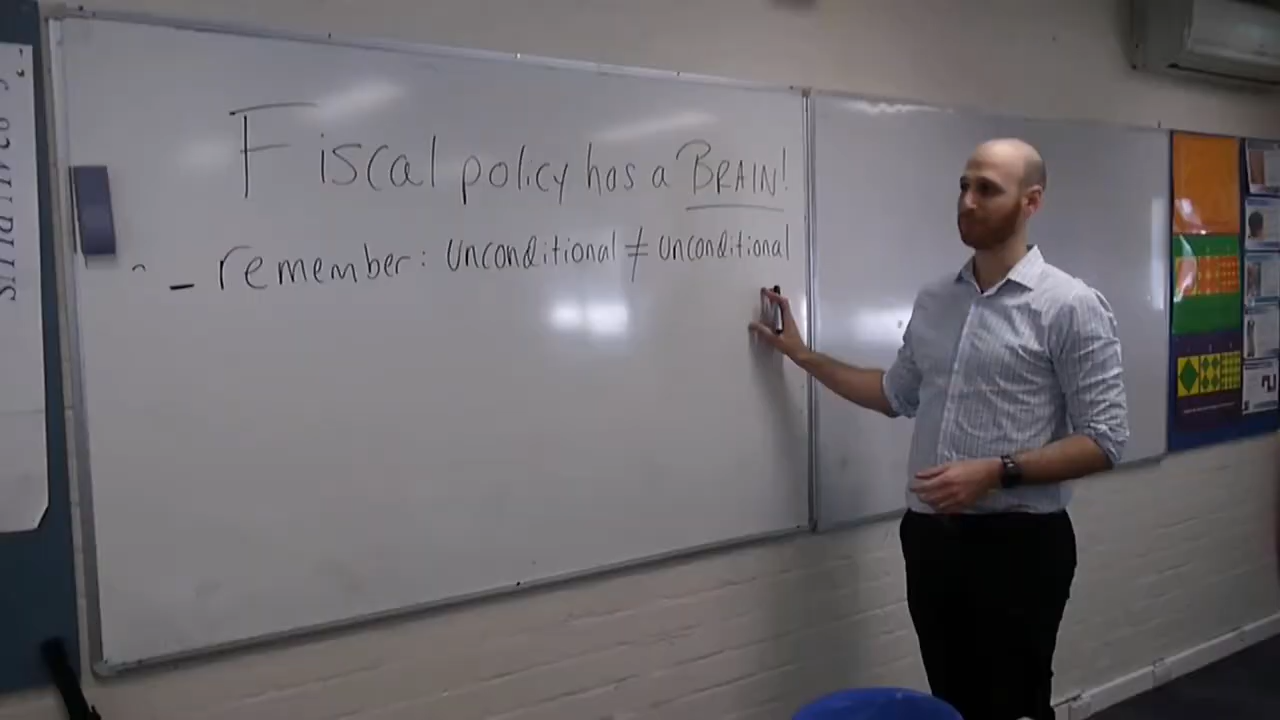 Fiscal policy has a BRAIN!
- remember: Unconditional ≠ Unconditional